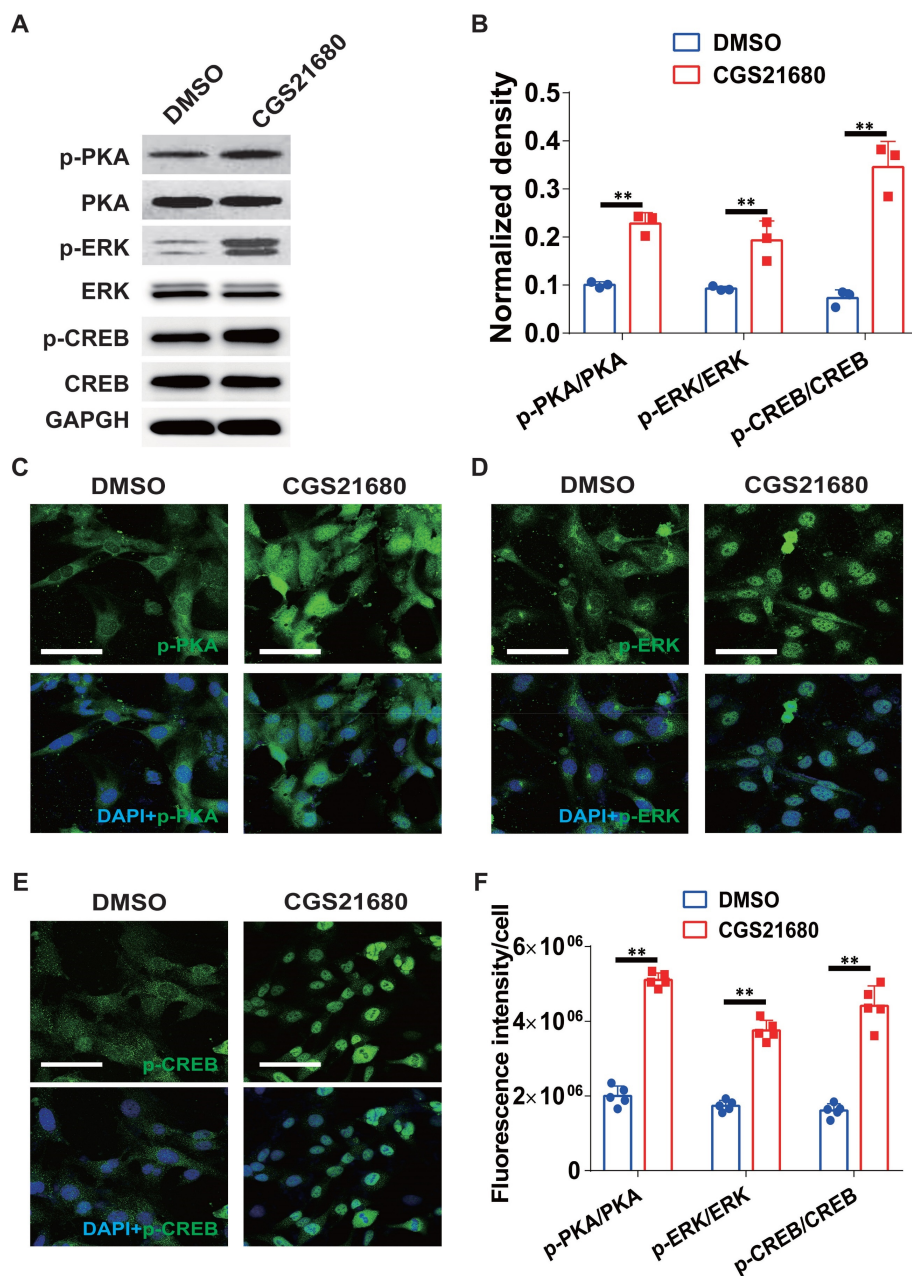 A
DMSO
CGS21680
p-PKA
PKA
p-ERK
ERK
p-CREB
CREB
GAPGH
B
DMSO
CGS21680
Normalized density
0.5
0.4
0.3
0.2
0.1
0.0
**
**
**
p-PKA/PKA
p-ERK/ERK
p-CREB/CREB
C
DMSO
CGS21680
p-PKA
DAPI+p-PKA
D
DMSO
CGS21680
p-ERK
DAPI+p-ERK
E
DMSO
CGS21680
p-CREB
DAPI+p-CREB
F
DMSO
CGS21680
Fluorescence intensity/cell
6×10⁰⁶
4×10⁰⁶
2×10⁰⁶
0
**
**
**
p-PKA/PKA
p-ERK/ERK
p-CREB/CREB